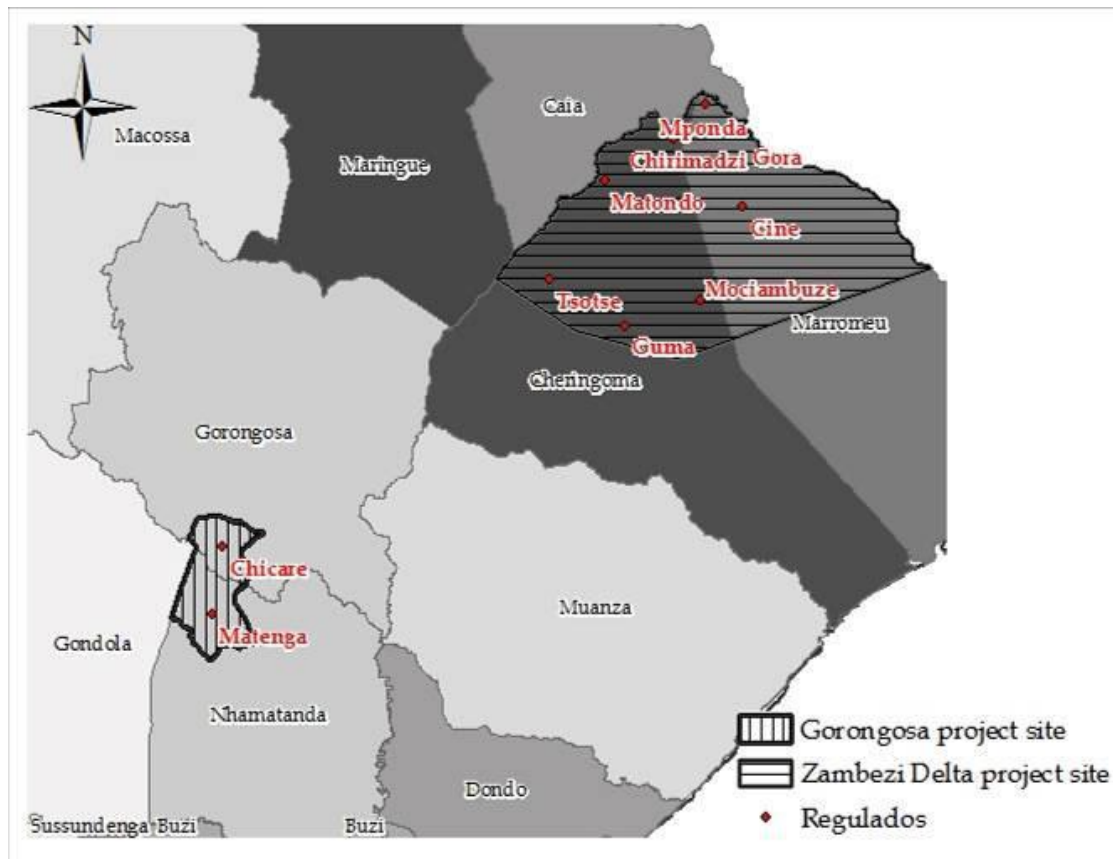 N
Macossa
Caia
Maringue
Mponda
Chirimadzi Gora
Matondo
Cine
Tsotse
Mociambuze
Marromeu
Guma
Cheringoma
Gorongosa
Chicare
Muanza
Matenga
Gondola
Nhamatanda
Gorongosa project site
Zambezi Delta project site
Dondo
Regulados
Sussundenga Buzi
Buzi